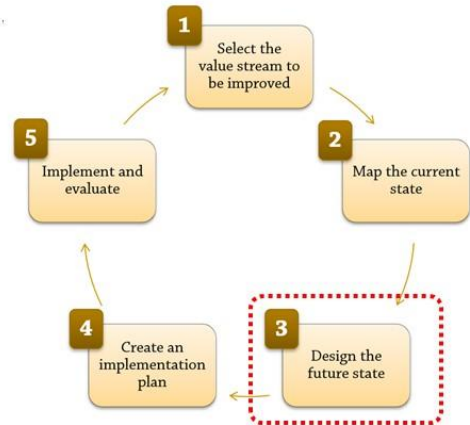 1
Select the
value stream to
be improved
2
Map the current
state
3
Design the
future state
4
Create an
implementation
plan
5
Implement and
evaluate